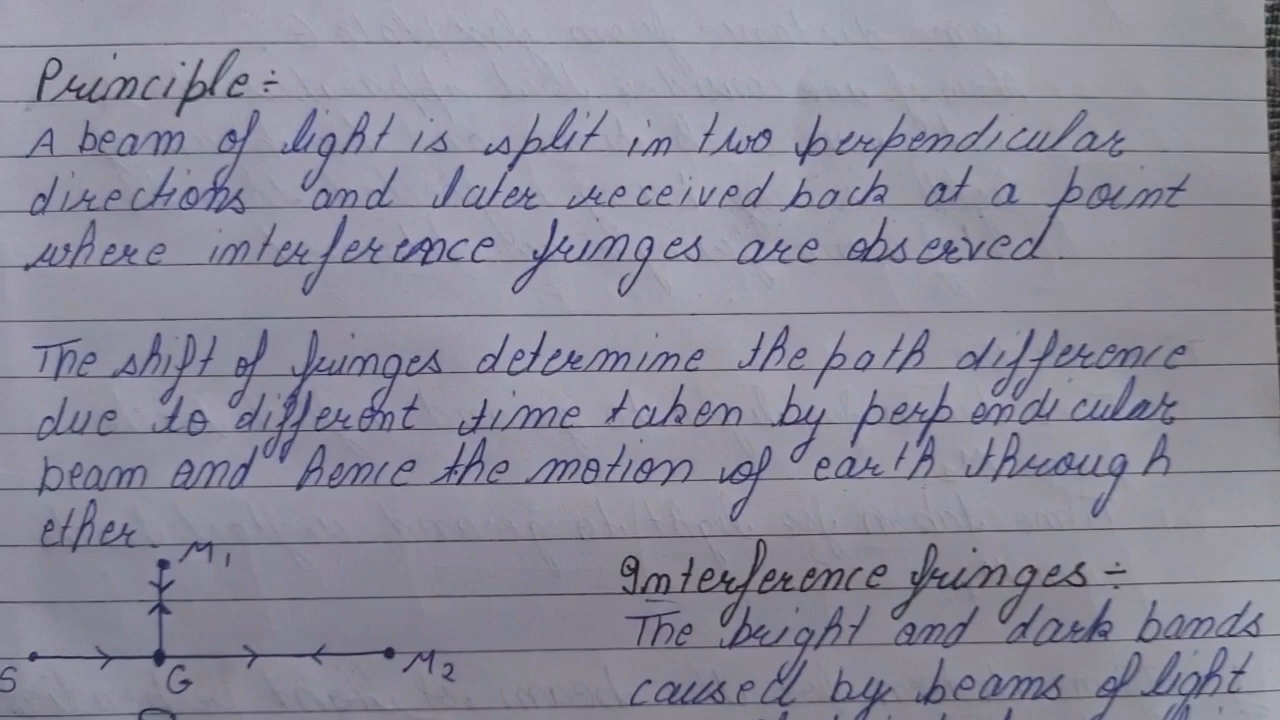 Principle:-
A beam of light is split in two perpendicular
directions and later received back at a point
where interference fringes are observed.
The shift of fringes determine the path difference
due to different time taken by perpendicular
beam and hence the motion of earth through
ether.
M1
S
G
M2
Interference fringes:-
The bright and dark bands
caused by beams of light